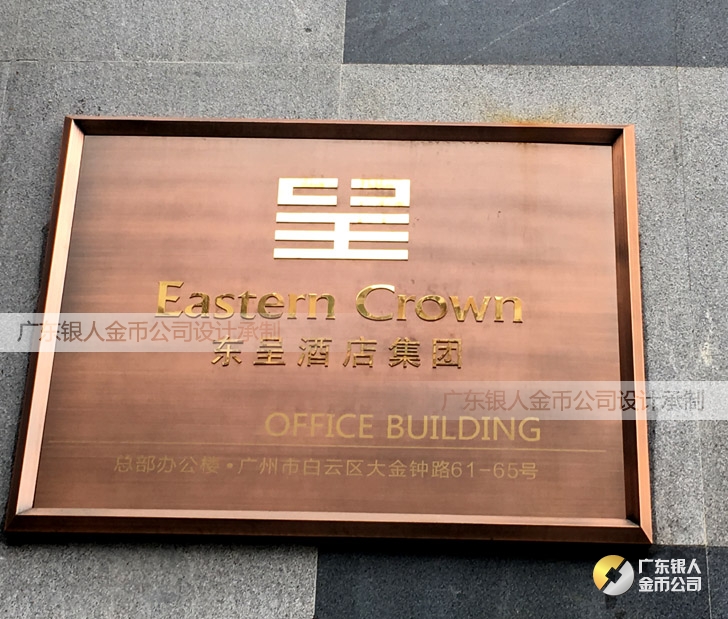 Eastern Crown
广东银人金币公司设计承制
东呈酒店集团
广东银人金币公司设计承制
OFFICE BUILDING
总部办公楼·广州市白云区大金钟路61-65号
广东银人
金币公司